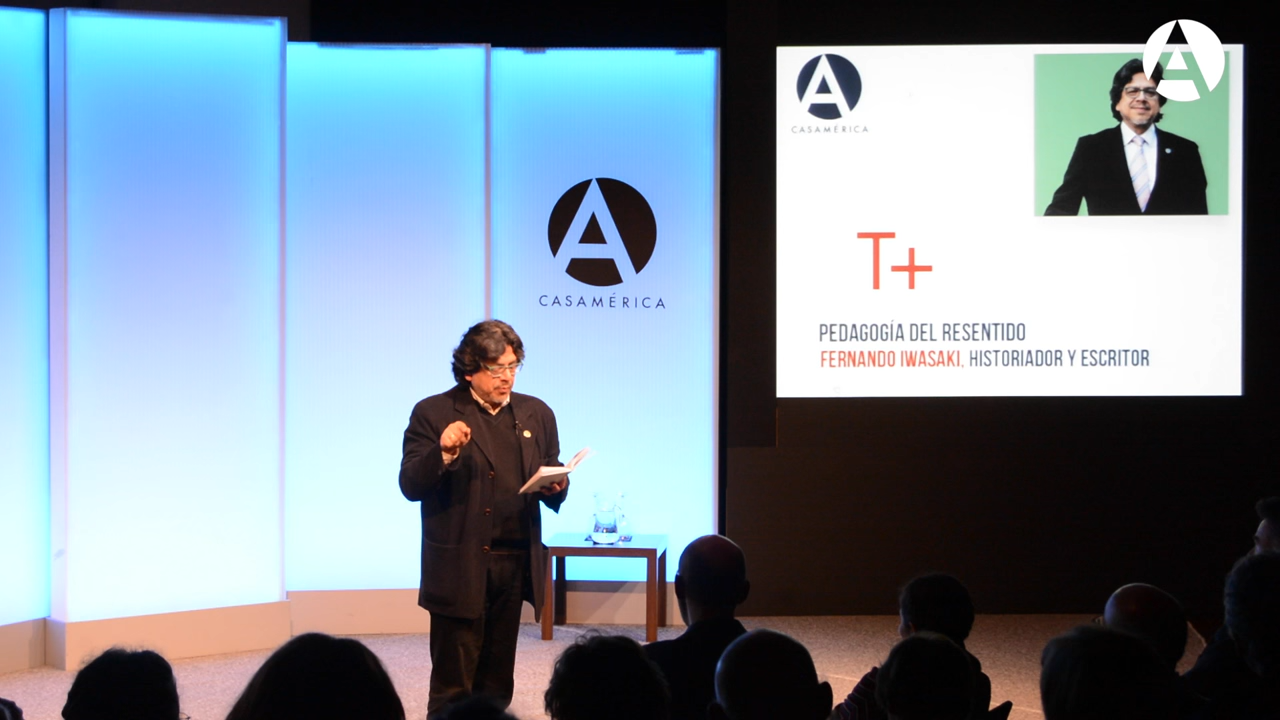 CASAMÉRICA
CASAMÉRICA
T+
PEDAGOGÍA DEL RESENTIDO
FERNANDO IWASAKI, HISTORIADOR Y ESCRITOR